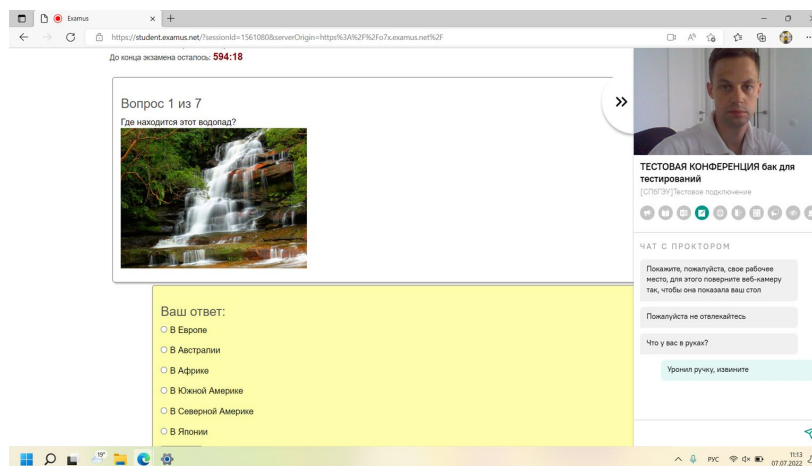 Examus
https://student.examus.net/?sessionId=1561080&serverOrigin=https%3A%2F%2Fo7x.examus.net%2F
До конца экзамена осталось: 594:18
Вопрос 1 из 7
Где находится этот водопад?
Ваш ответ:
В Европе
В Австралии
В Африке
В Южной Америке
В Северной Америке
В Японии
ТЕСТОВАЯ КОНФЕРЕНЦИЯ бак для
тестирований
[СПбГЭУ]Тестовое подключение
ЧАТ С ПРОКТОРОМ
Покажите, пожалуйста, свое рабочее
место, для этого поверните веб-камеру
так, чтобы она показала ваш стол
Пожалуйста не отвлекайтесь
Что у вас в руках?
Уронил ручку, извините
19°
РУС
11:13
07.07.2022